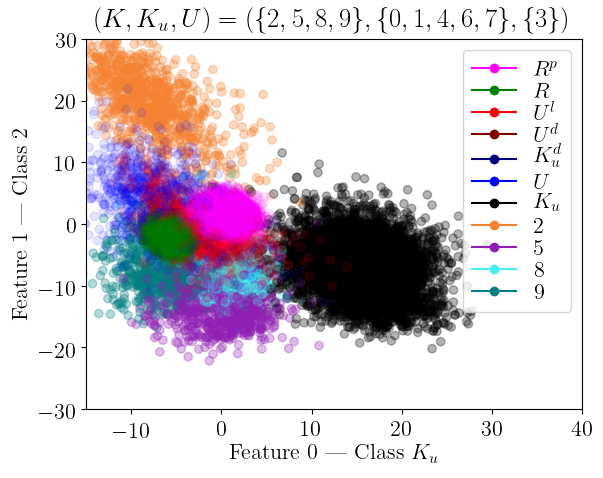 (K, K_u, U) = ({2, 5, 8, 9}, {0, 1, 4, 6, 7}, {3})
30
20
10
0
−10
−20
−30
Feature 1 — Class 2
−10
0
10
20
30
40
Feature 0 — Class K_u
R^p
R
U^l
U^d
K_u^d
U
K_u
2
5
8
9